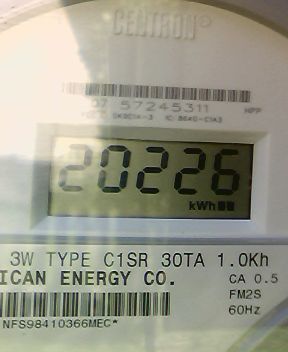 CENTRON
07 57245311 HPP
20226
kWh
3W TYPE C1SR 30TA 1.0Kh
ICAN ENERGY CO.
CA 0.5
FM2S
60Hz
NFS98410366MEC*